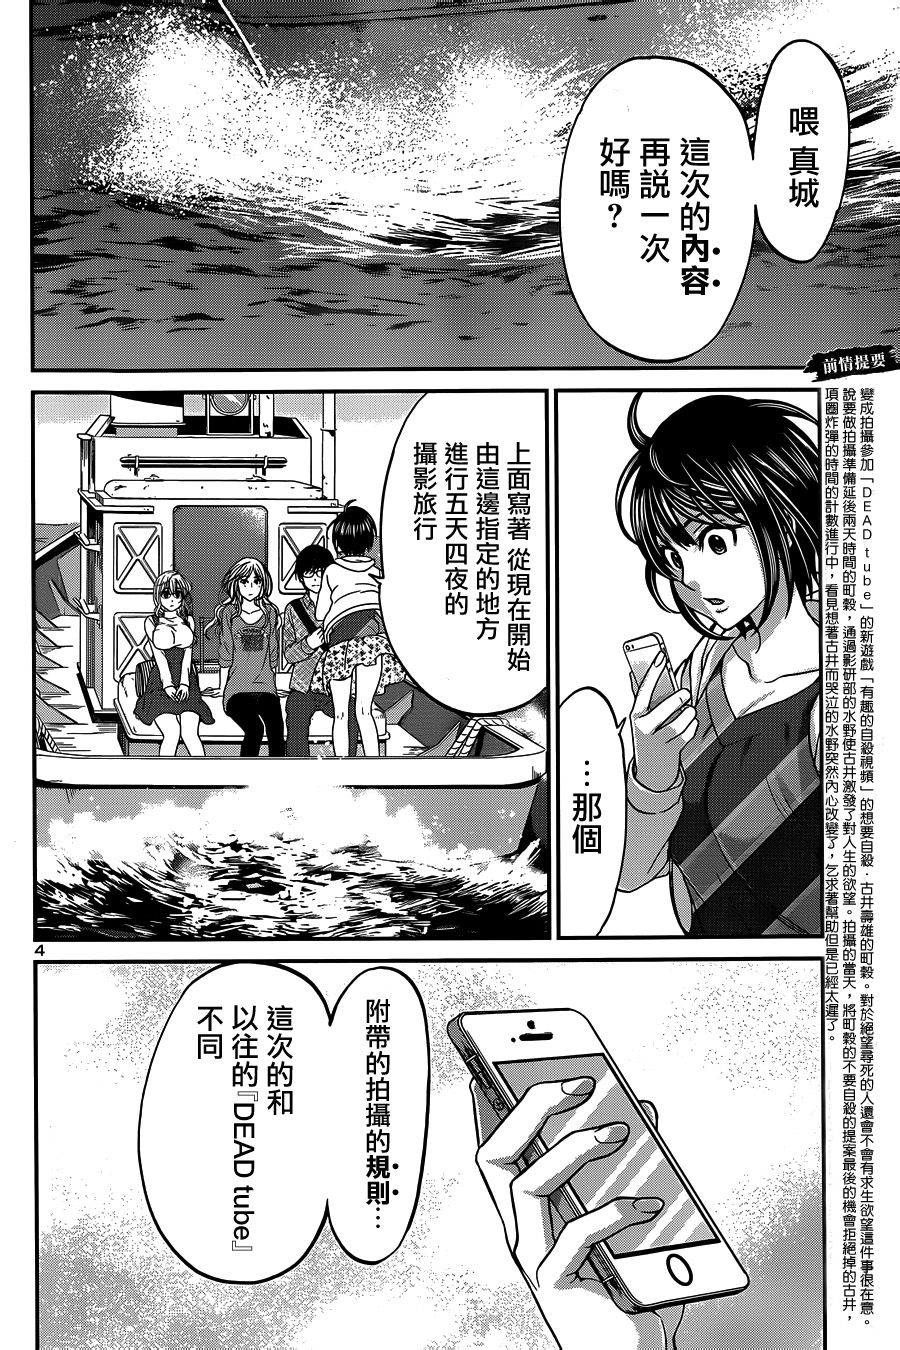 喂 真城
這次的內容
再説一次
好嗎？
前情提要
變成拍攝參加「DEAD tube」的新遊戲「有趣的自殺視頻」的想要自殺．古井壽雄的町穀。對於絕望尋死的人還會不會有求生欲望這件事很在意。
說要做拍攝準備延後兩天時間的町穀，通過影研部的水野使古井激發了對人生的欲望。拍攝的當天，將町穀的不要自殺的提案最後的機會拒絕掉的古井，
項圈炸彈的時間的計數進行中，看見想著古井而哭泣的水野突然內心改變了，乞求著幫助但是已經太遲了。
…那個
上面寫著 從現在開始
由這邊指定的地方
進行五天四夜的
攝影旅行
4
附帶的拍攝的規則…
這次的和
以往的『DEAD tube』
不同